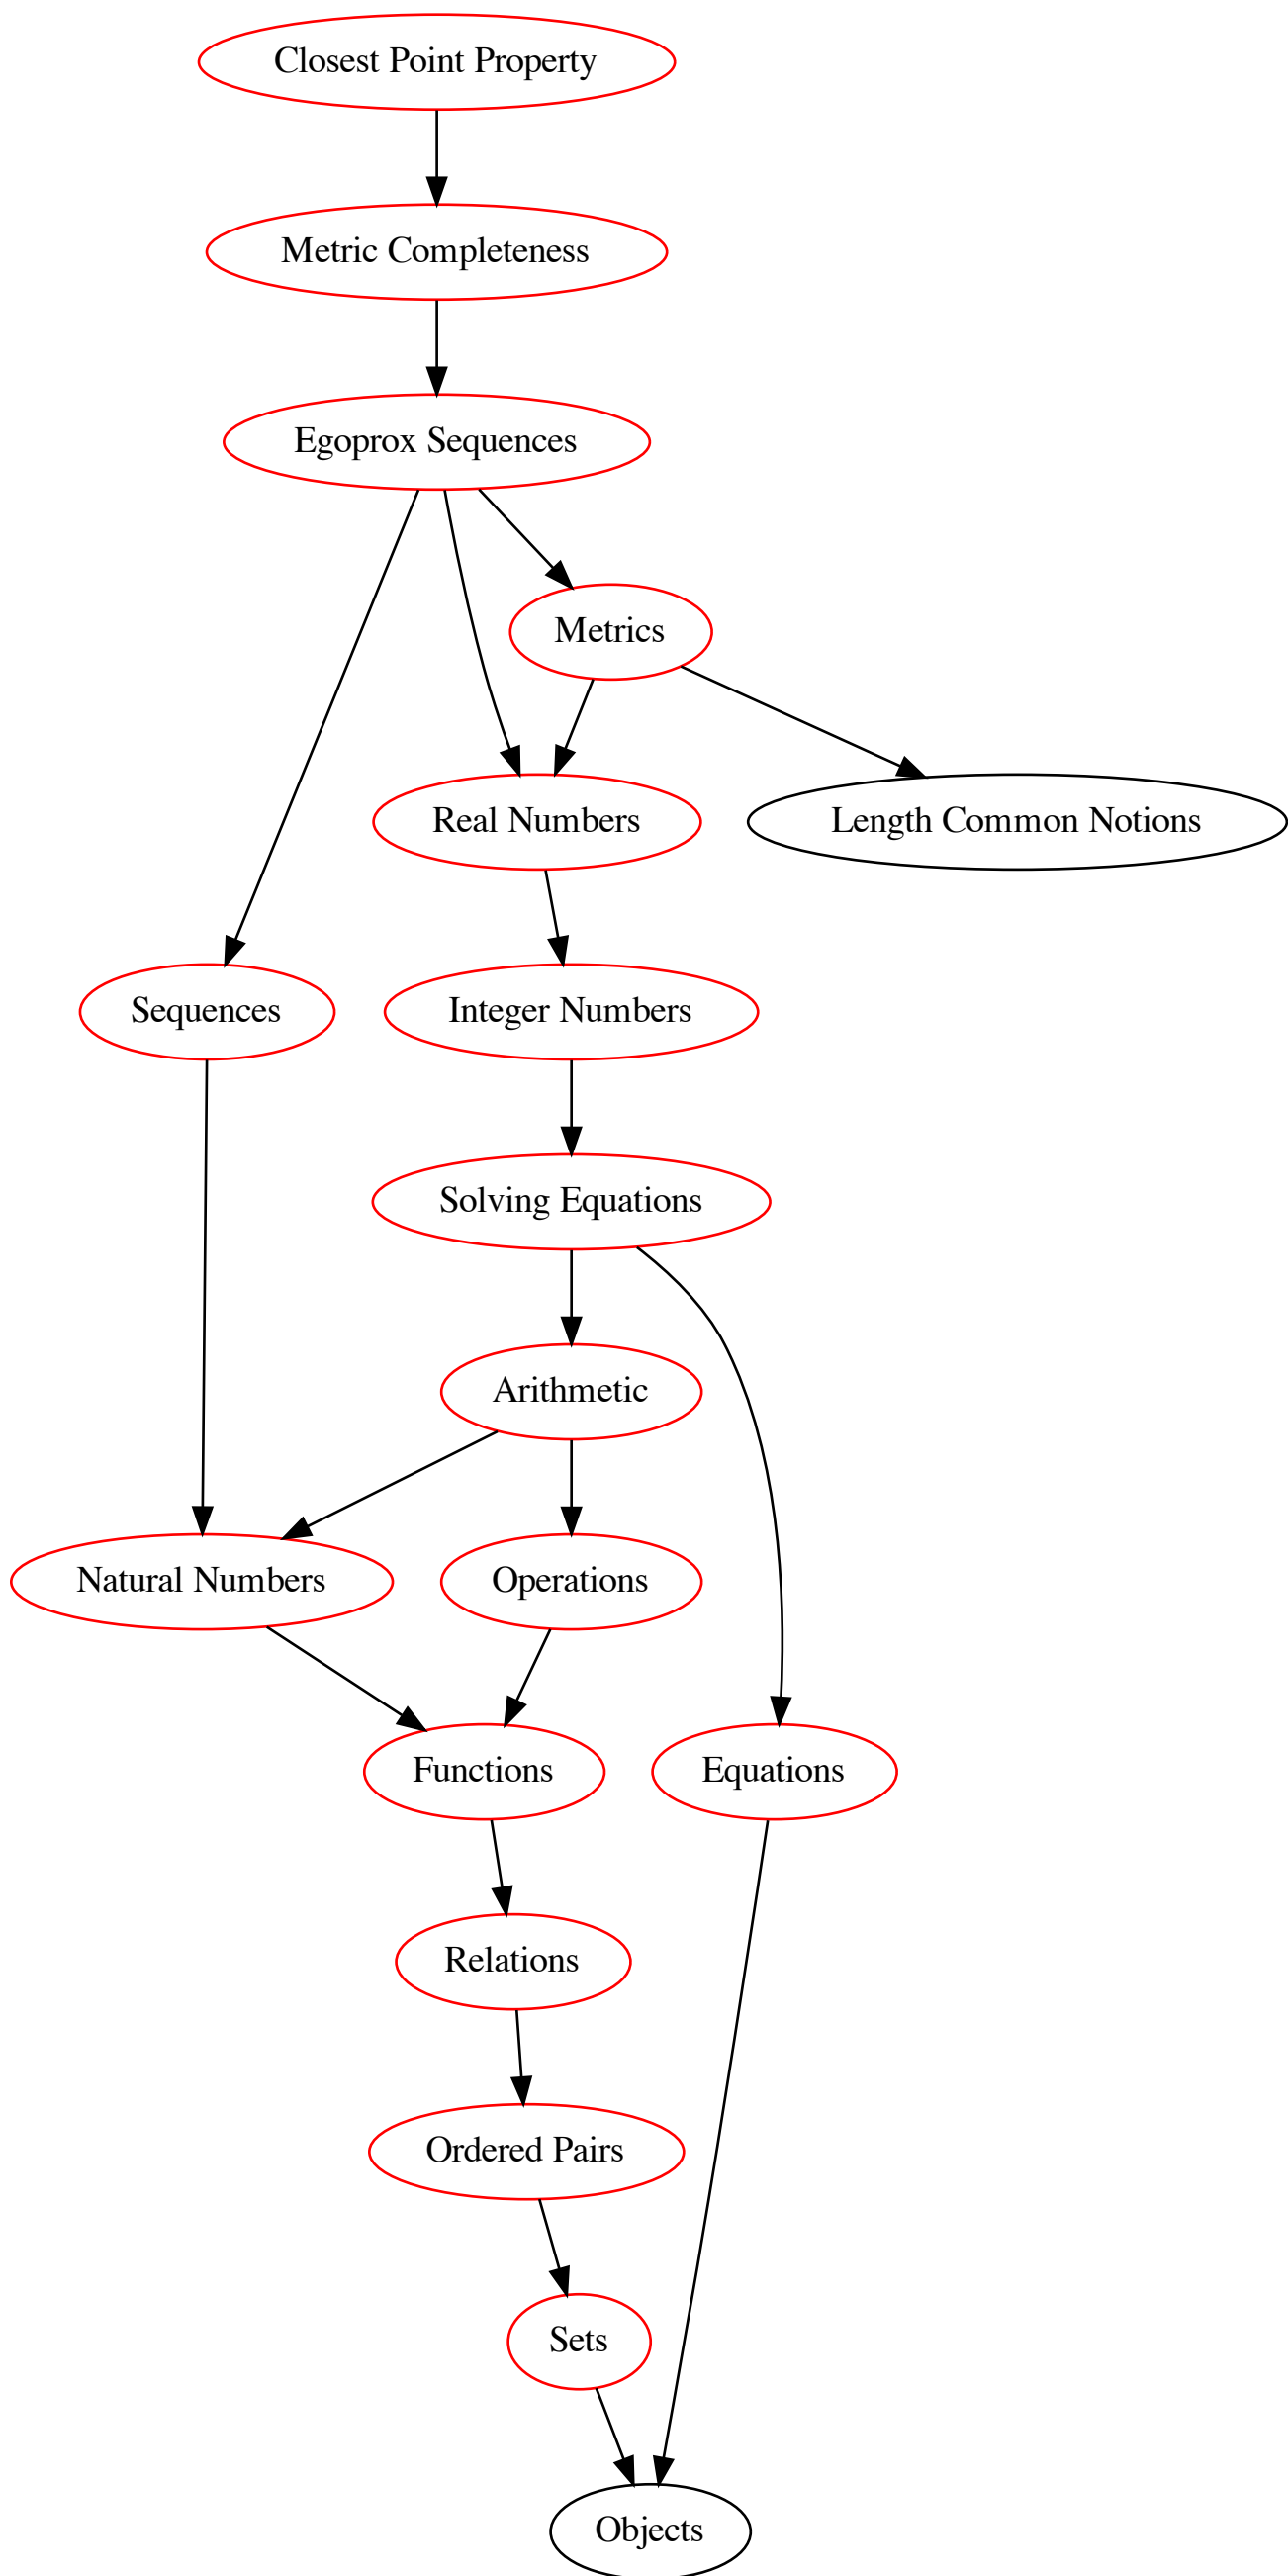 Closest Point Property
Metric Completeness
Egoprox Sequences
Metrics
Real Numbers
Length Common Notions
Sequences
Integer Numbers
Solving Equations
Arithmetic
Natural Numbers
Operations
Functions
Equations
Relations
Ordered Pairs
Sets
Objects